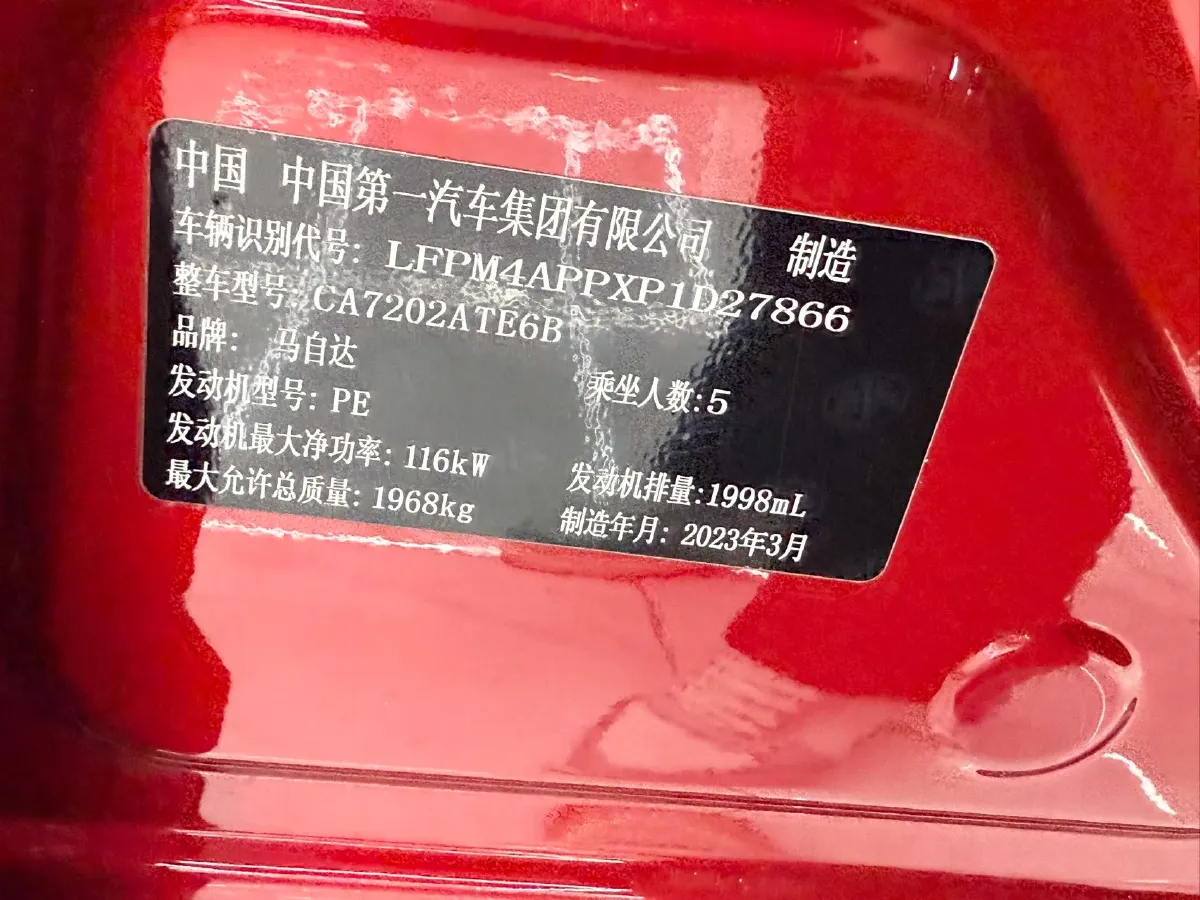 中国 中国第一汽车集团有限公司 制造
车辆识别代号: LFPM4APPXP1D27866
整车型号: CA7202ATE6B
品牌: 马自达 乘坐人数:5
发动机型号: PE
发动机最大净功率: 116kW 发动机排量:1998mL
最大允许总质量: 1968kg 制造年月: 2023年3月